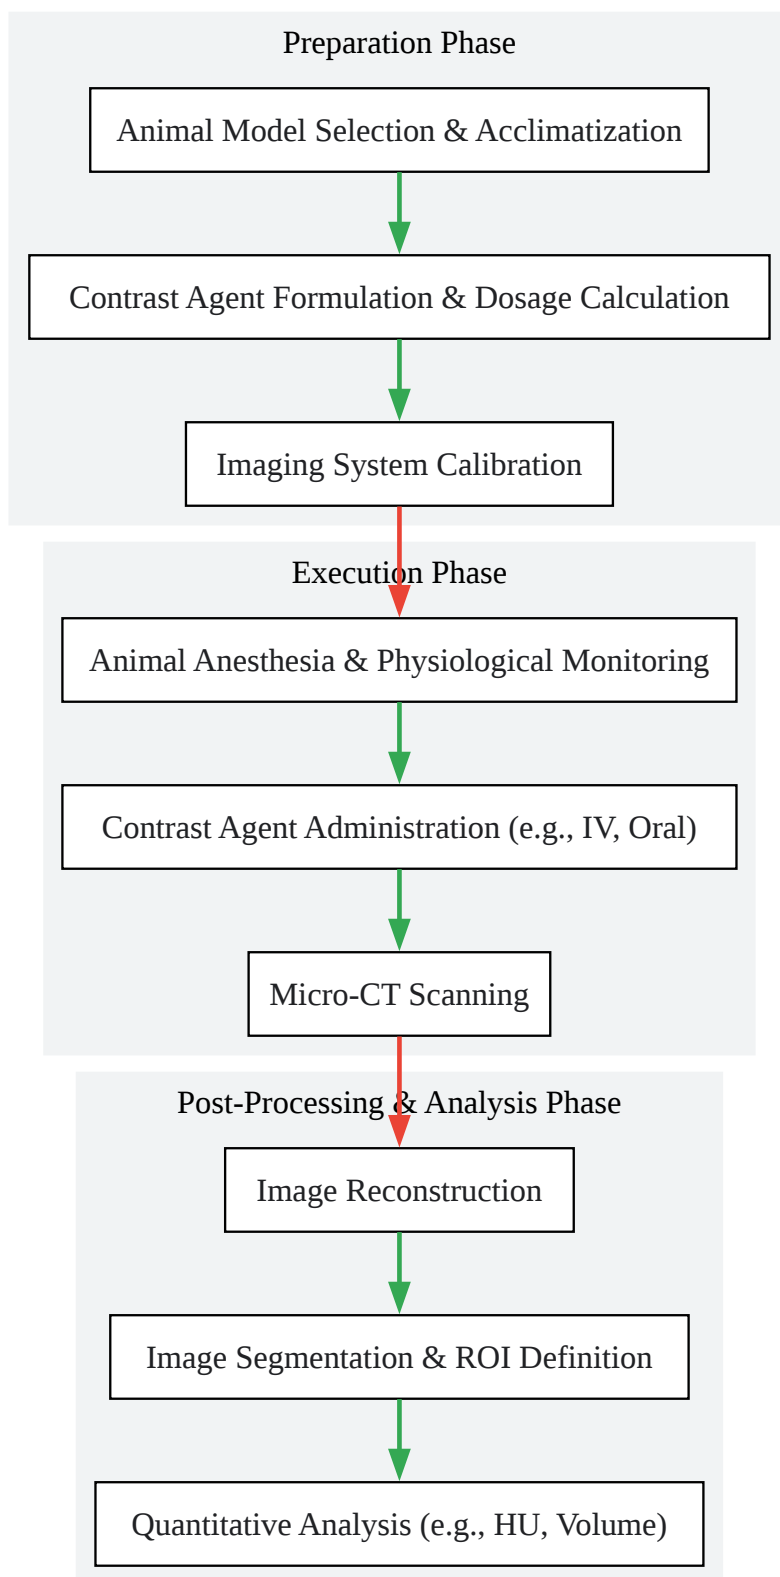 Preparation Phase
Animal Model Selection & Acclimatization
Contrast Agent Formulation & Dosage Calculation
Imaging System Calibration
Execution Phase
Animal Anesthesia & Physiological Monitoring
Contrast Agent Administration (e.g., IV, Oral)
Micro-CT Scanning
Post-Processing & Analysis Phase
Image Reconstruction
Image Segmentation & ROI Definition
Quantitative Analysis (e.g., HU, Volume)